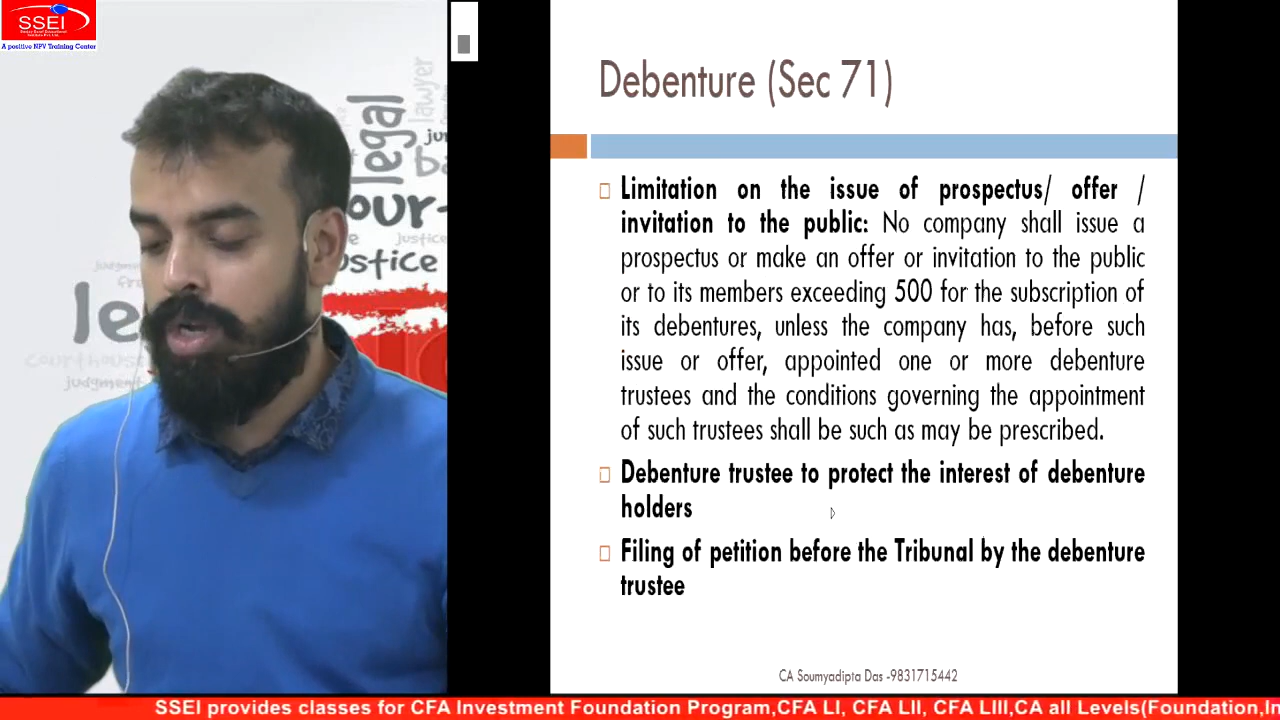 SSEI
A positive NPV Training Center
legal
lawyer
justice
judgment
courthouse
judgment
Debenture (Sec 71)
Limitation on the issue of prospectus/ offer /
invitation to the public: No company shall issue a
prospectus or make an offer or invitation to the public
or to its members exceeding 500 for the subscription of
its debentures, unless the company has, before such
issue or offer, appointed one or more debenture
trustees and the conditions governing the appointment
of such trustees shall be such as may be prescribed.
Debenture trustee to protect the interest of debenture
holders
Filing of petition before the Tribunal by the debenture
trustee
CA Soumyadipta Das -9831715442
SSEI provides classes for CFA Investment Foundation Program,CFA LI, CFA LII, CFA LIII,CA all Levels(Foundation,In